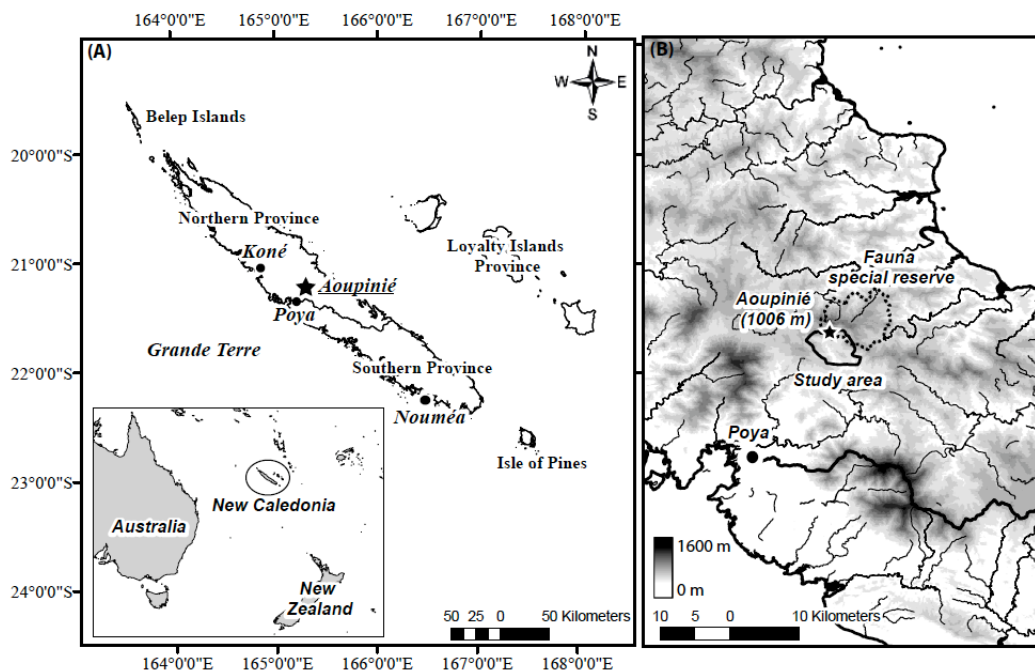 164°0'0"E 165°0'0"E 166°0'0"E 167°0'0"E 168°0'0"E
(A)
N
W E
S
Belep Islands
20°0'0"S
Northern Province
Koné
Loyalty Islands
Province
21°0'0"S
Aoupinié
Poya
Grande Terre
22°0'0"S
Southern Province
Nouméa
Isle of Pines
23°0'0"S
New Caledonia
Australia
New
Zealand
24°0'0"S
50 25 0 50 Kilometers
164°0'0"E 165°0'0"E 166°0'0"E 167°0'0"E 168°0'0"E
(B)
Fauna
special reserve
Aoupinié
(1006 m)
Study area
Poya
1600 m
0 m
10 5 0 10 Kilometers